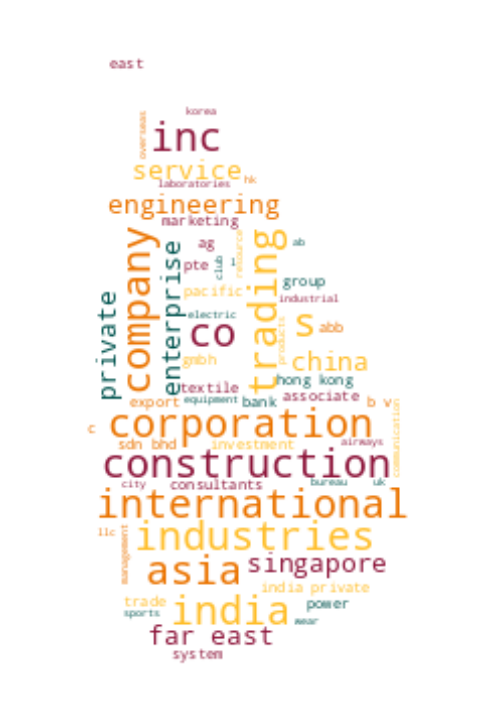 east
korea
overseas
inc
service
laboratories
hk
engineering
marketing
company
enterprise
ag
resource
trading
ab
private
pte
club
l
pacific
group
industrial
electric
co
products
s
abb
gmbh
china
textile
hong kong
export
equipment
bank
associate
b v
c
corporation
communication
sdn bhd
investment
airways
construction
city
consultants
bureau
uk
international
llc
management
industries
asia
singapore
india private
trade
india
power
sports
wear
far east
system